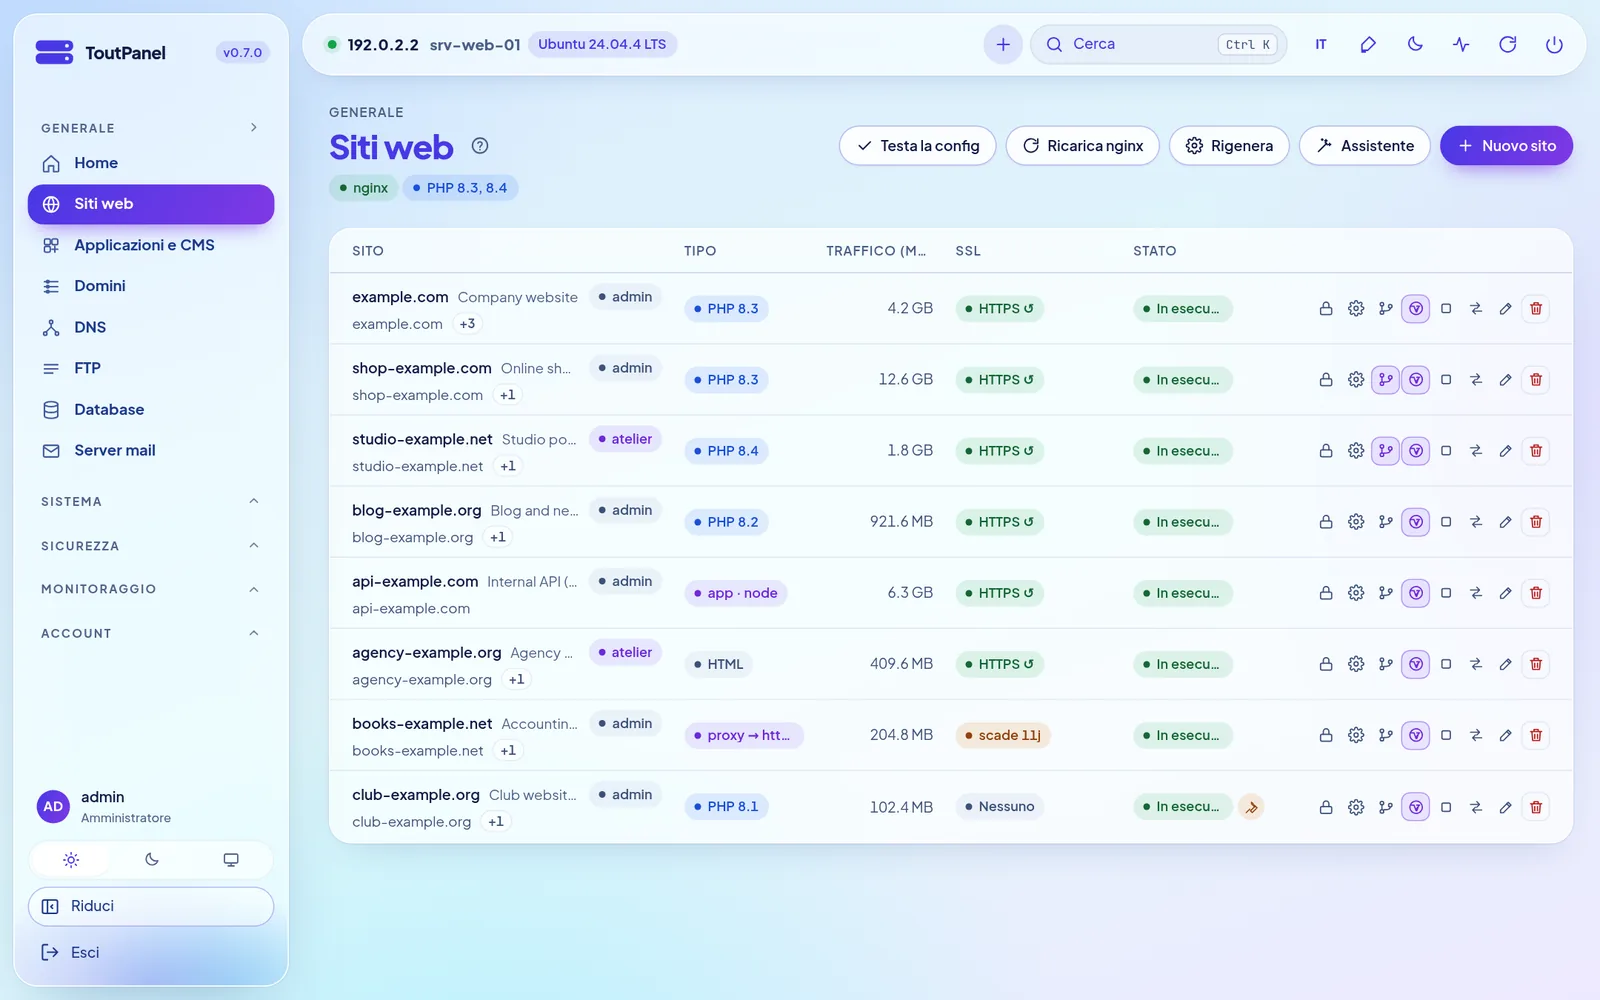 ToutPanel v0.7.0
GENERALE
Home
Siti web
Applicazioni e CMS
Domini
DNS
FTP
Database
Server mail
SISTEMA
SICUREZZA
MONITORAGGIO
ACCOUNT
AD admin
Amministratore
Riduci
Esci
192.0.2.2 srv-web-01 Ubuntu 24.04.4 LTS
Cerca Ctrl K IT
GENERALE
Siti web
nginx PHP 8.3, 8.4
Testa la config Ricarica nginx Rigenera Assistente Nuovo sito
SITO TIPO TRAFFICO (M... SSL STATO
example.com Company website admin PHP 8.3 4.2 GB HTTPS ↺ In esecu...
example.com +3
shop-example.com Online sh... admin PHP 8.3 12.6 GB HTTPS ↺ In esecu...
shop-example.com +1
studio-example.net Studio po... atelier PHP 8.4 1.8 GB HTTPS ↺ In esecu...
studio-example.net +1
blog-example.org Blog and ne... admin PHP 8.2 921.6 MB HTTPS ↺ In esecu...
blog-example.org +1
api-example.com Internal API (... admin app · node 6.3 GB HTTPS ↺ In esecu...
api-example.com
agency-example.org Agency ... atelier HTML 409.6 MB HTTPS ↺ In esecu...
agency-example.org +1
books-example.net Accountin... admin proxy → htt... 204.8 MB scade 11j In esecu...
books-example.net +1
club-example.org Club websit... admin PHP 8.1 102.4 MB Nessuno In esecu...
club-example.org +1